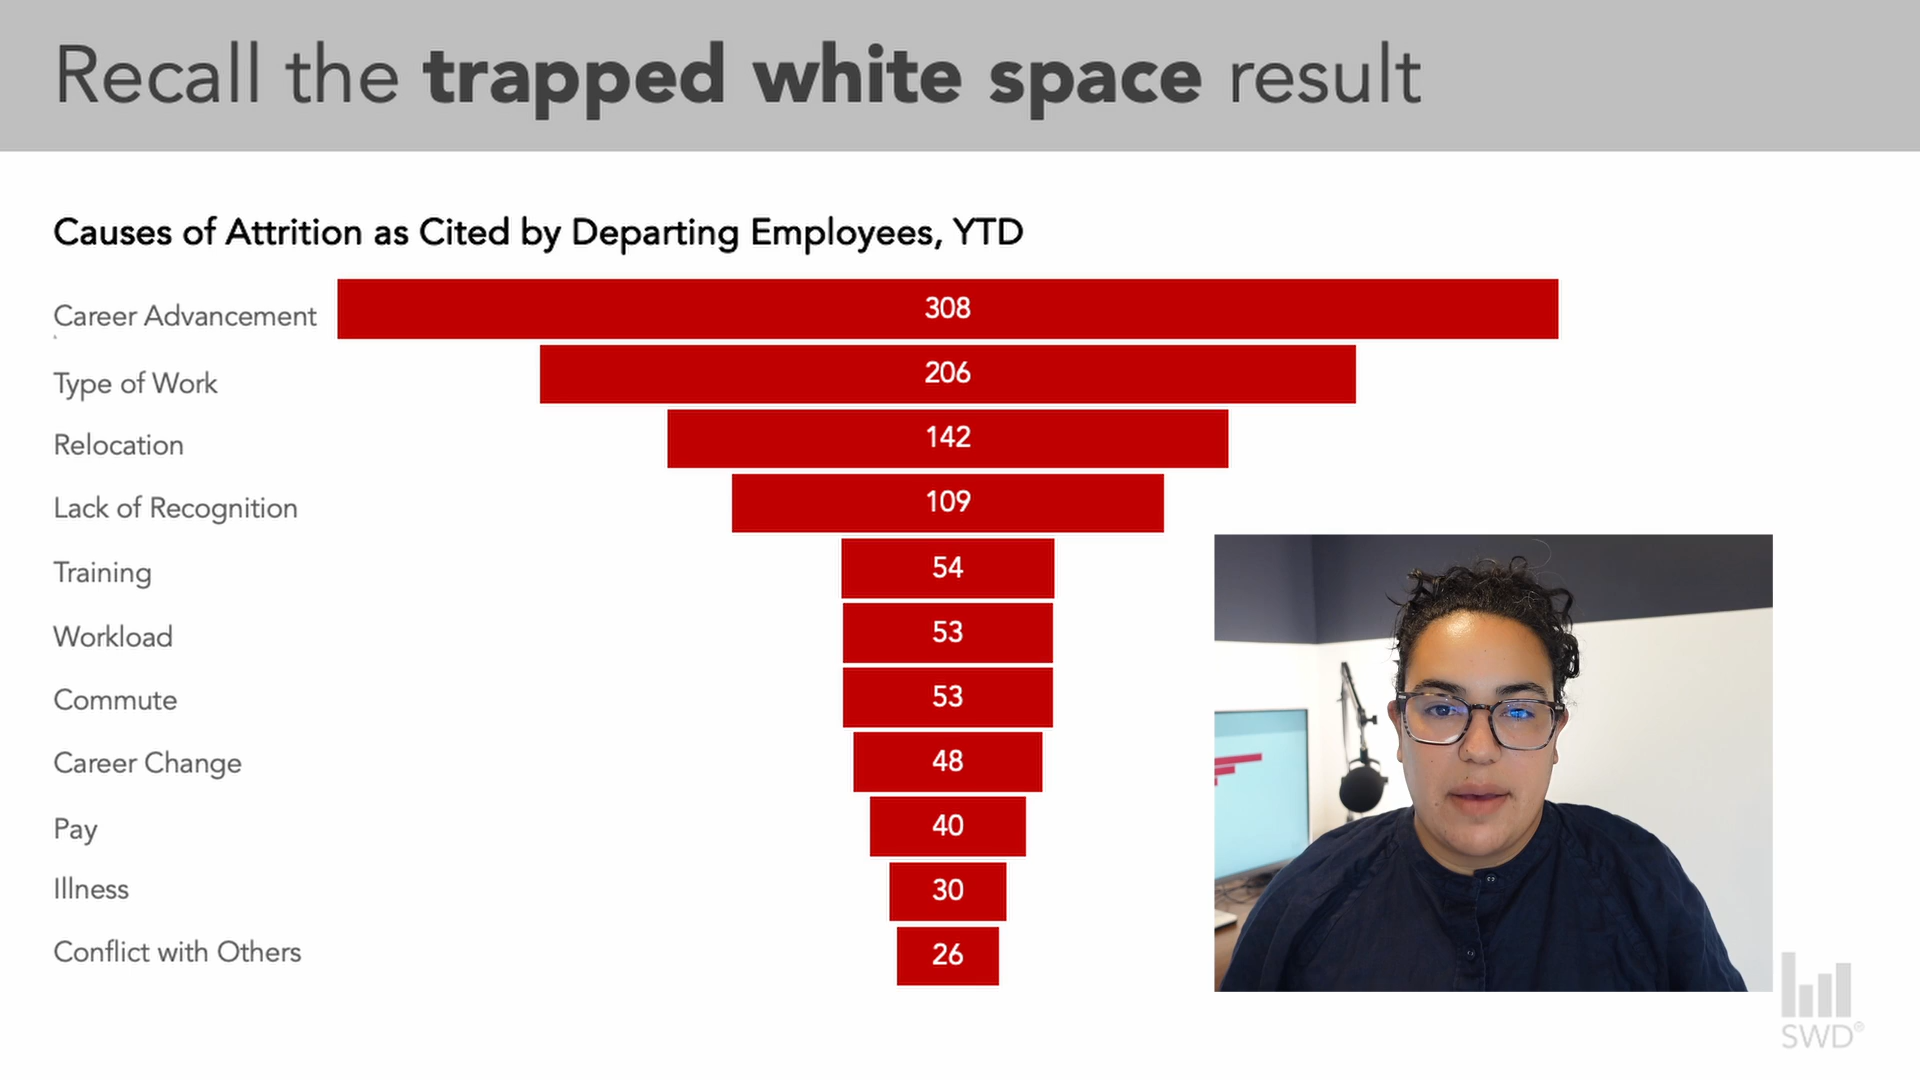 Recall the trapped white space result
Causes of Attrition as Cited by Departing Employees, YTD
Career Advancement 308
Type of Work 206
Relocation 142
Lack of Recognition 109
Training 54
Workload 53
Commute 53
Career Change 48
Pay 40
Illness 30
Conflict with Others 26
SWD®